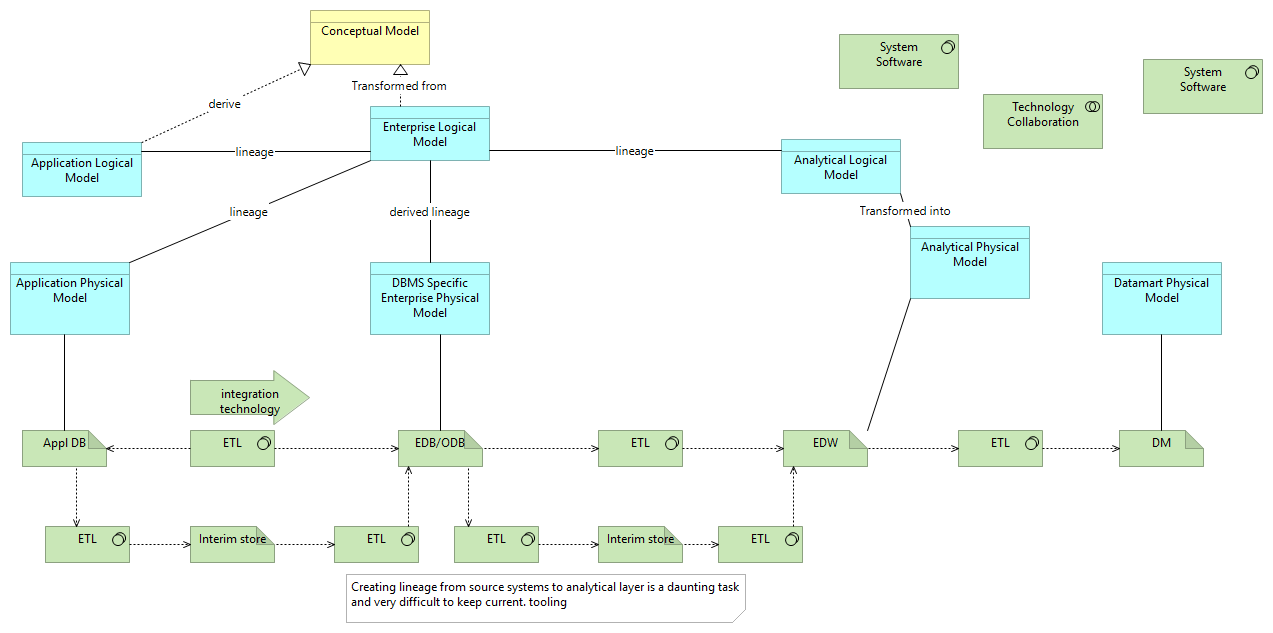 Conceptual Model
System
Software
System
Software
Transformed from
derive
Technology
Collaboration
Enterprise Logical
Model
Application Logical
Model
lineage
lineage
Analytical Logical
Model
lineage
derived lineage
Transformed into
Analytical Physical
Model
Application Physical
Model
DBMS Specific
Enterprise Physical
Model
Datamart Physical
Model
integration
technology
Appl DB
ETL
EDB/ODB
ETL
EDW
ETL
DM
ETL
Interim store
ETL
ETL
Interim store
ETL
Creating lineage from source systems to analytical layer is a daunting task
and very difficult to keep current. tooling